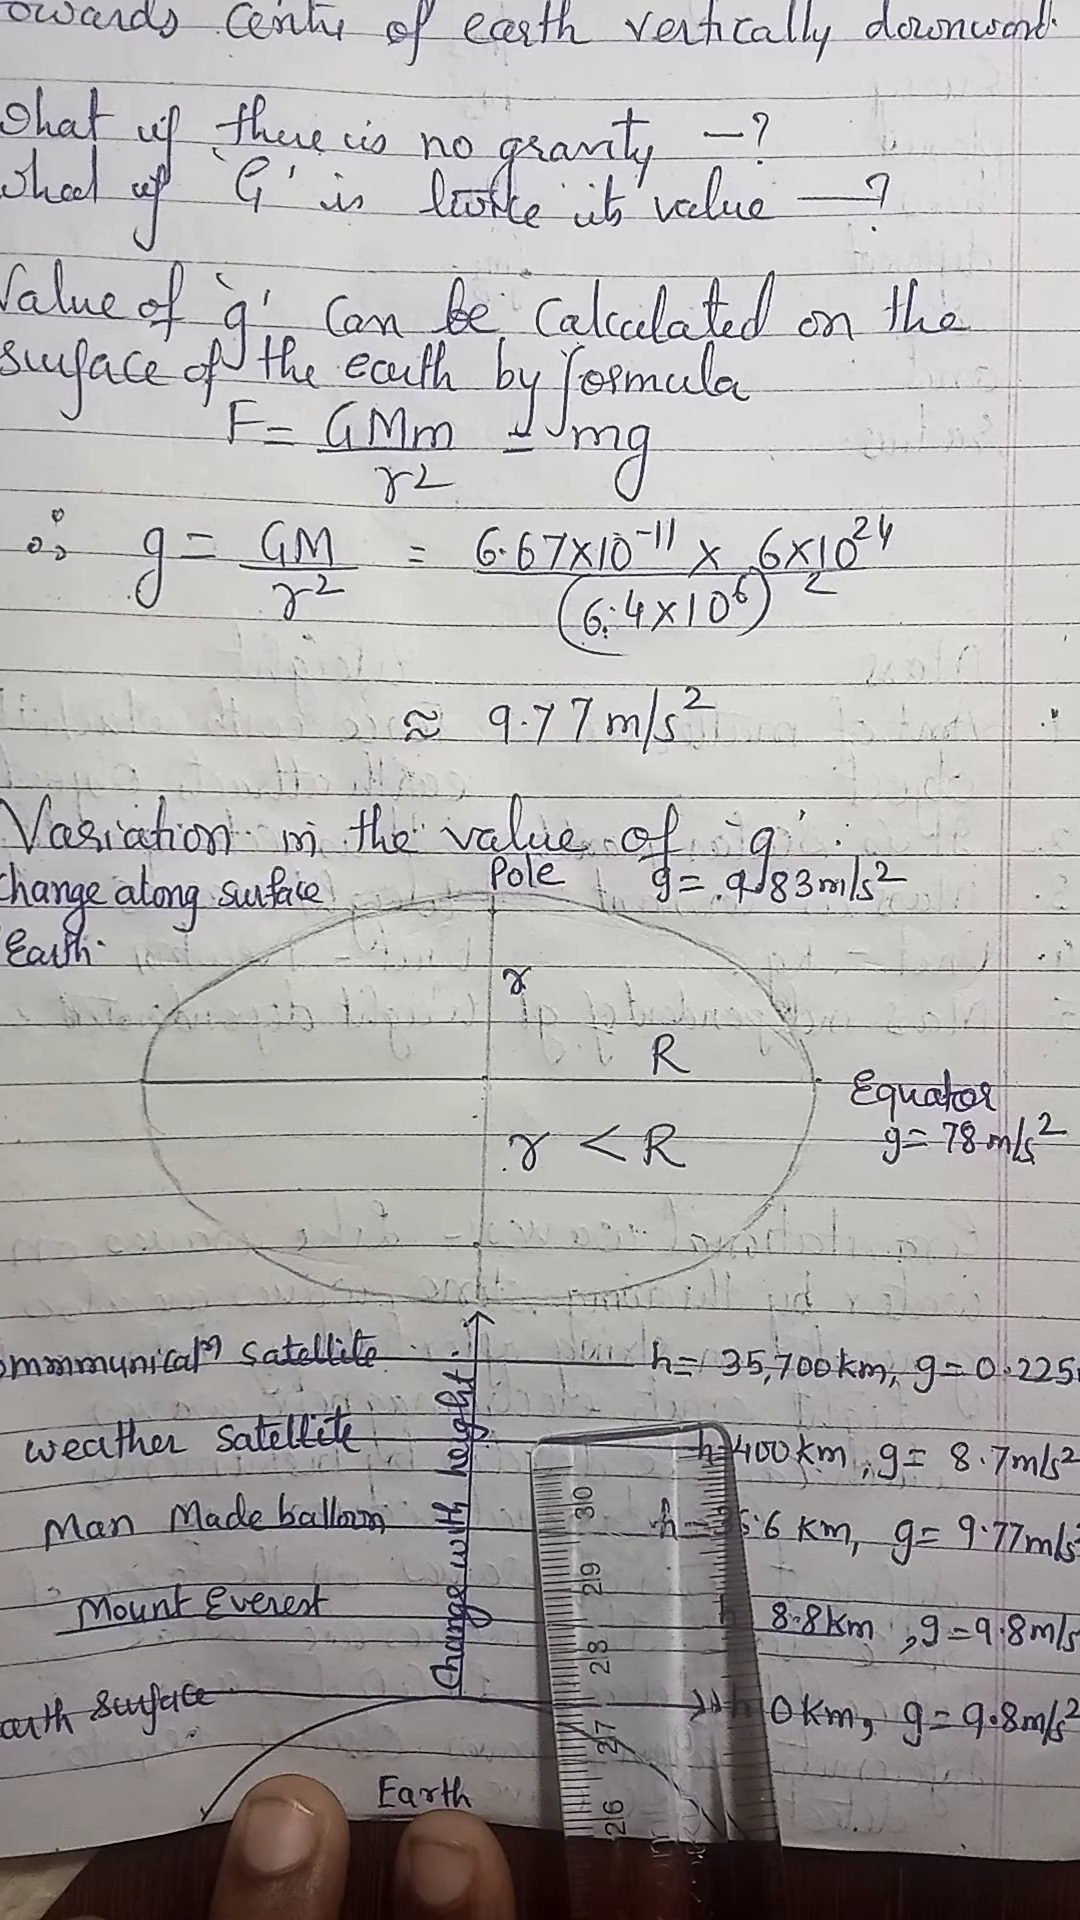 owards centre of earth vertically downward.
What if there is no gravity —?
What if 'G' is twice its value —?
Value of 'g' can be calculated on the
surface of the earth by formula
F = GMm/r² = mg
∴ g = GM/r² = 6.67×10⁻¹¹ × 6×10²⁴/(6.4×10⁶)²
≈ 9.77 m/s²
Variation in the value of 'g' :
change along surface
Earth.
Pole g = 9.83 m/s²
r
R
Equator
g = 78 m/s²
r < R
ommmunicatⁿ satellite h = 35,700 km, g = 0.225
weather satellite h=400 km, g = 8.7 m/s²
Man Made balloon h = 6.6 km, g = 9.77 m/s
Mount Everest 8.8 km, g = 9.8 m/s
arth surface 0 km, g = 9.8 m/s²
Change with height
Earth
30
29
28
27
26